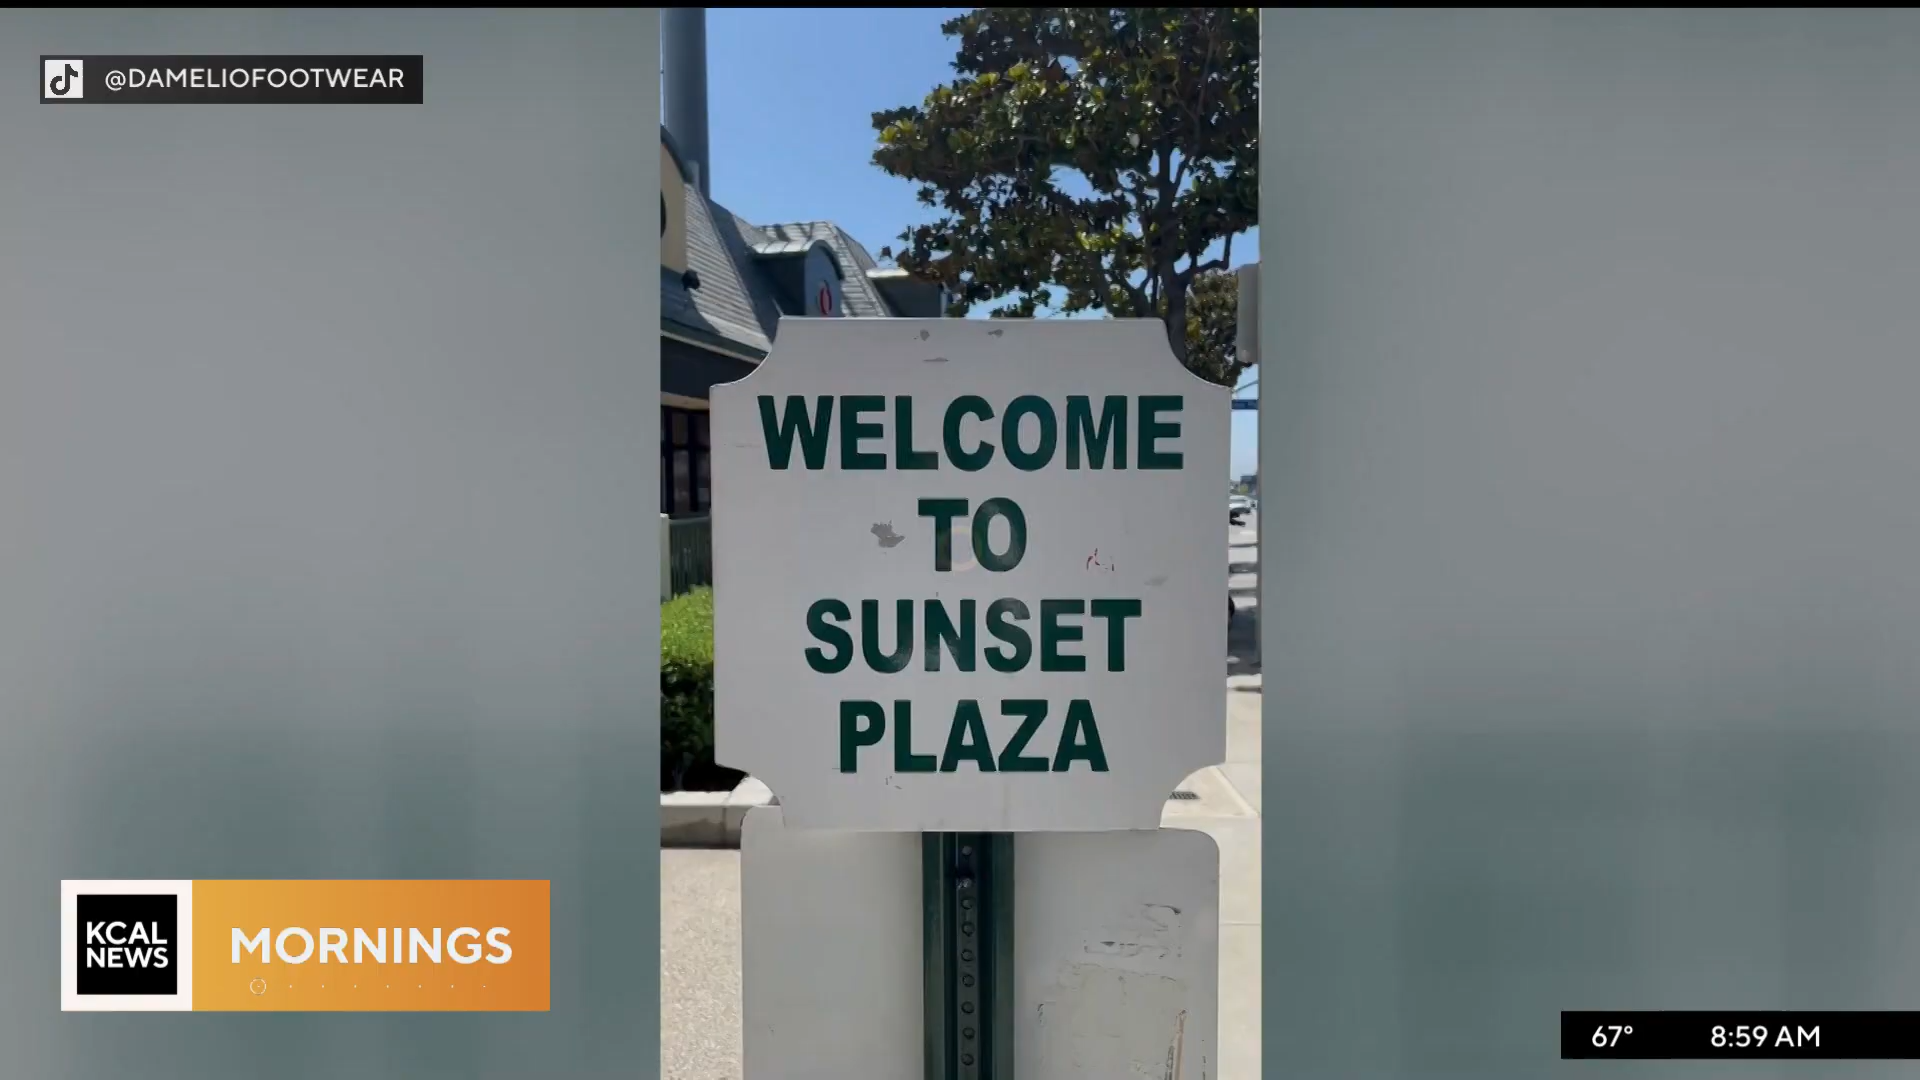 @DAMELIOFOOTWEAR
WELCOME
TO
SUNSET
PLAZA
KCAL
NEWS
MORNINGS
67°
8:59 AM